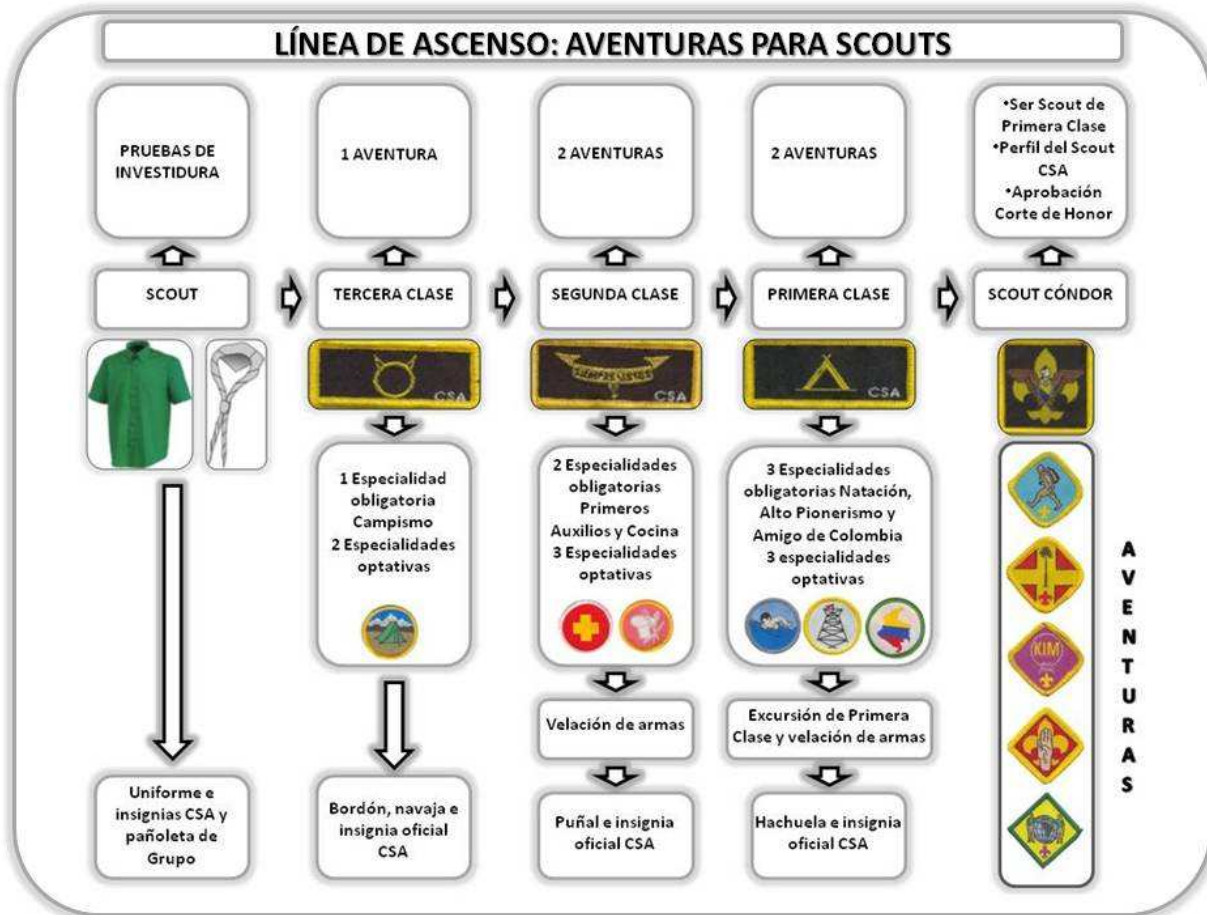 LÍNEA DE ASCENSO: AVENTURAS PARA SCOUTS
PRUEBAS DE
INVESTIDURA
1 AVENTURA
2 AVENTURAS
2 AVENTURAS
•Ser Scout de
Primera Clase
•Perfil del Scout
CSA
•Aprobación
Corte de Honor
SCOUT
TERCERA CLASE
SEGUNDA CLASE
PRIMERA CLASE
SCOUT CÓNDOR
CSA
SIEMPRE LISTOS
CSA
CSA
1 Especialidad
obligatoria
Campismo
2 Especialidades
optativas
2 Especialidades
obligatorias
Primeros
Auxilios y Cocina
3 Especialidades
optativas
3 Especialidades
obligatorias Natación,
Alto Pionerismo y
Amigo de Colombia
3 especialidades
optativas
KIM
AVENTURAS
Velación de armas
Excursión de Primera
Clase y velación de armas
Uniforme e
insignias CSA y
pañoleta de
Grupo
Bordón, navaja e
insignia oficial
CSA
Puñal e insignia
oficial CSA
Hachuela e insignia
oficial CSA